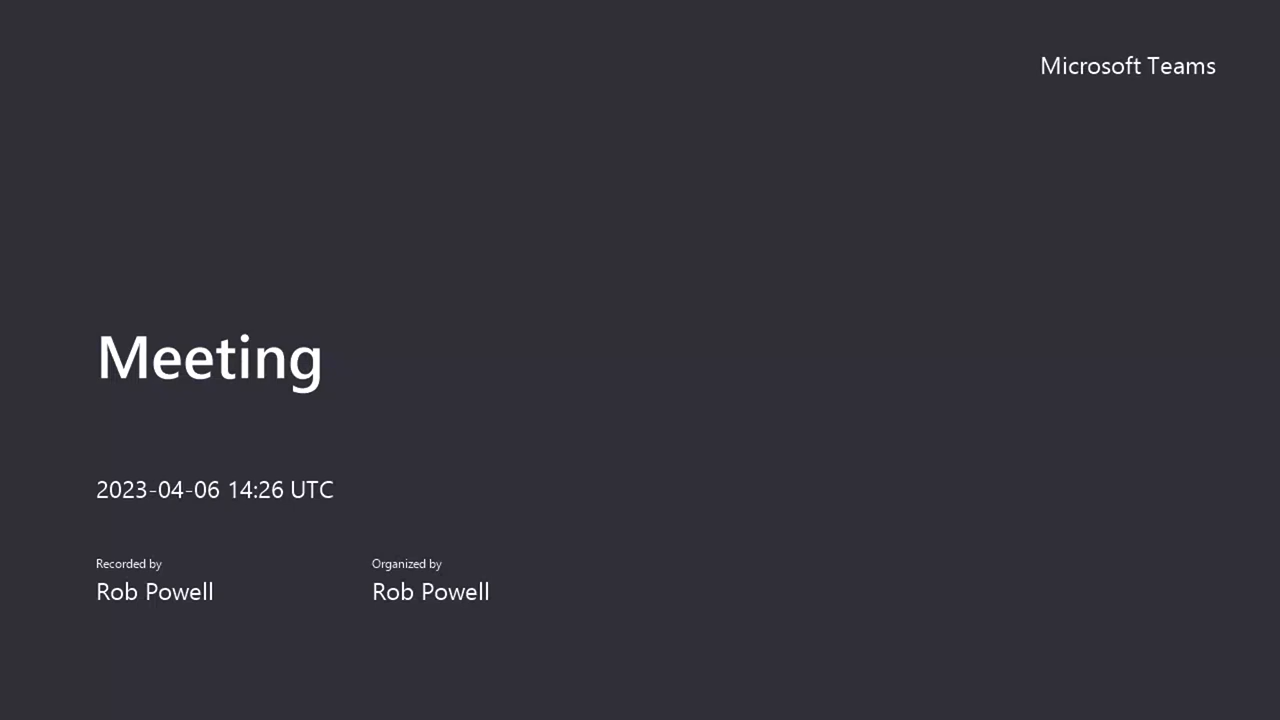 Microsoft Teams
Meeting
2023-04-06 14:26 UTC
Recorded by
Rob Powell
Organized by
Rob Powell